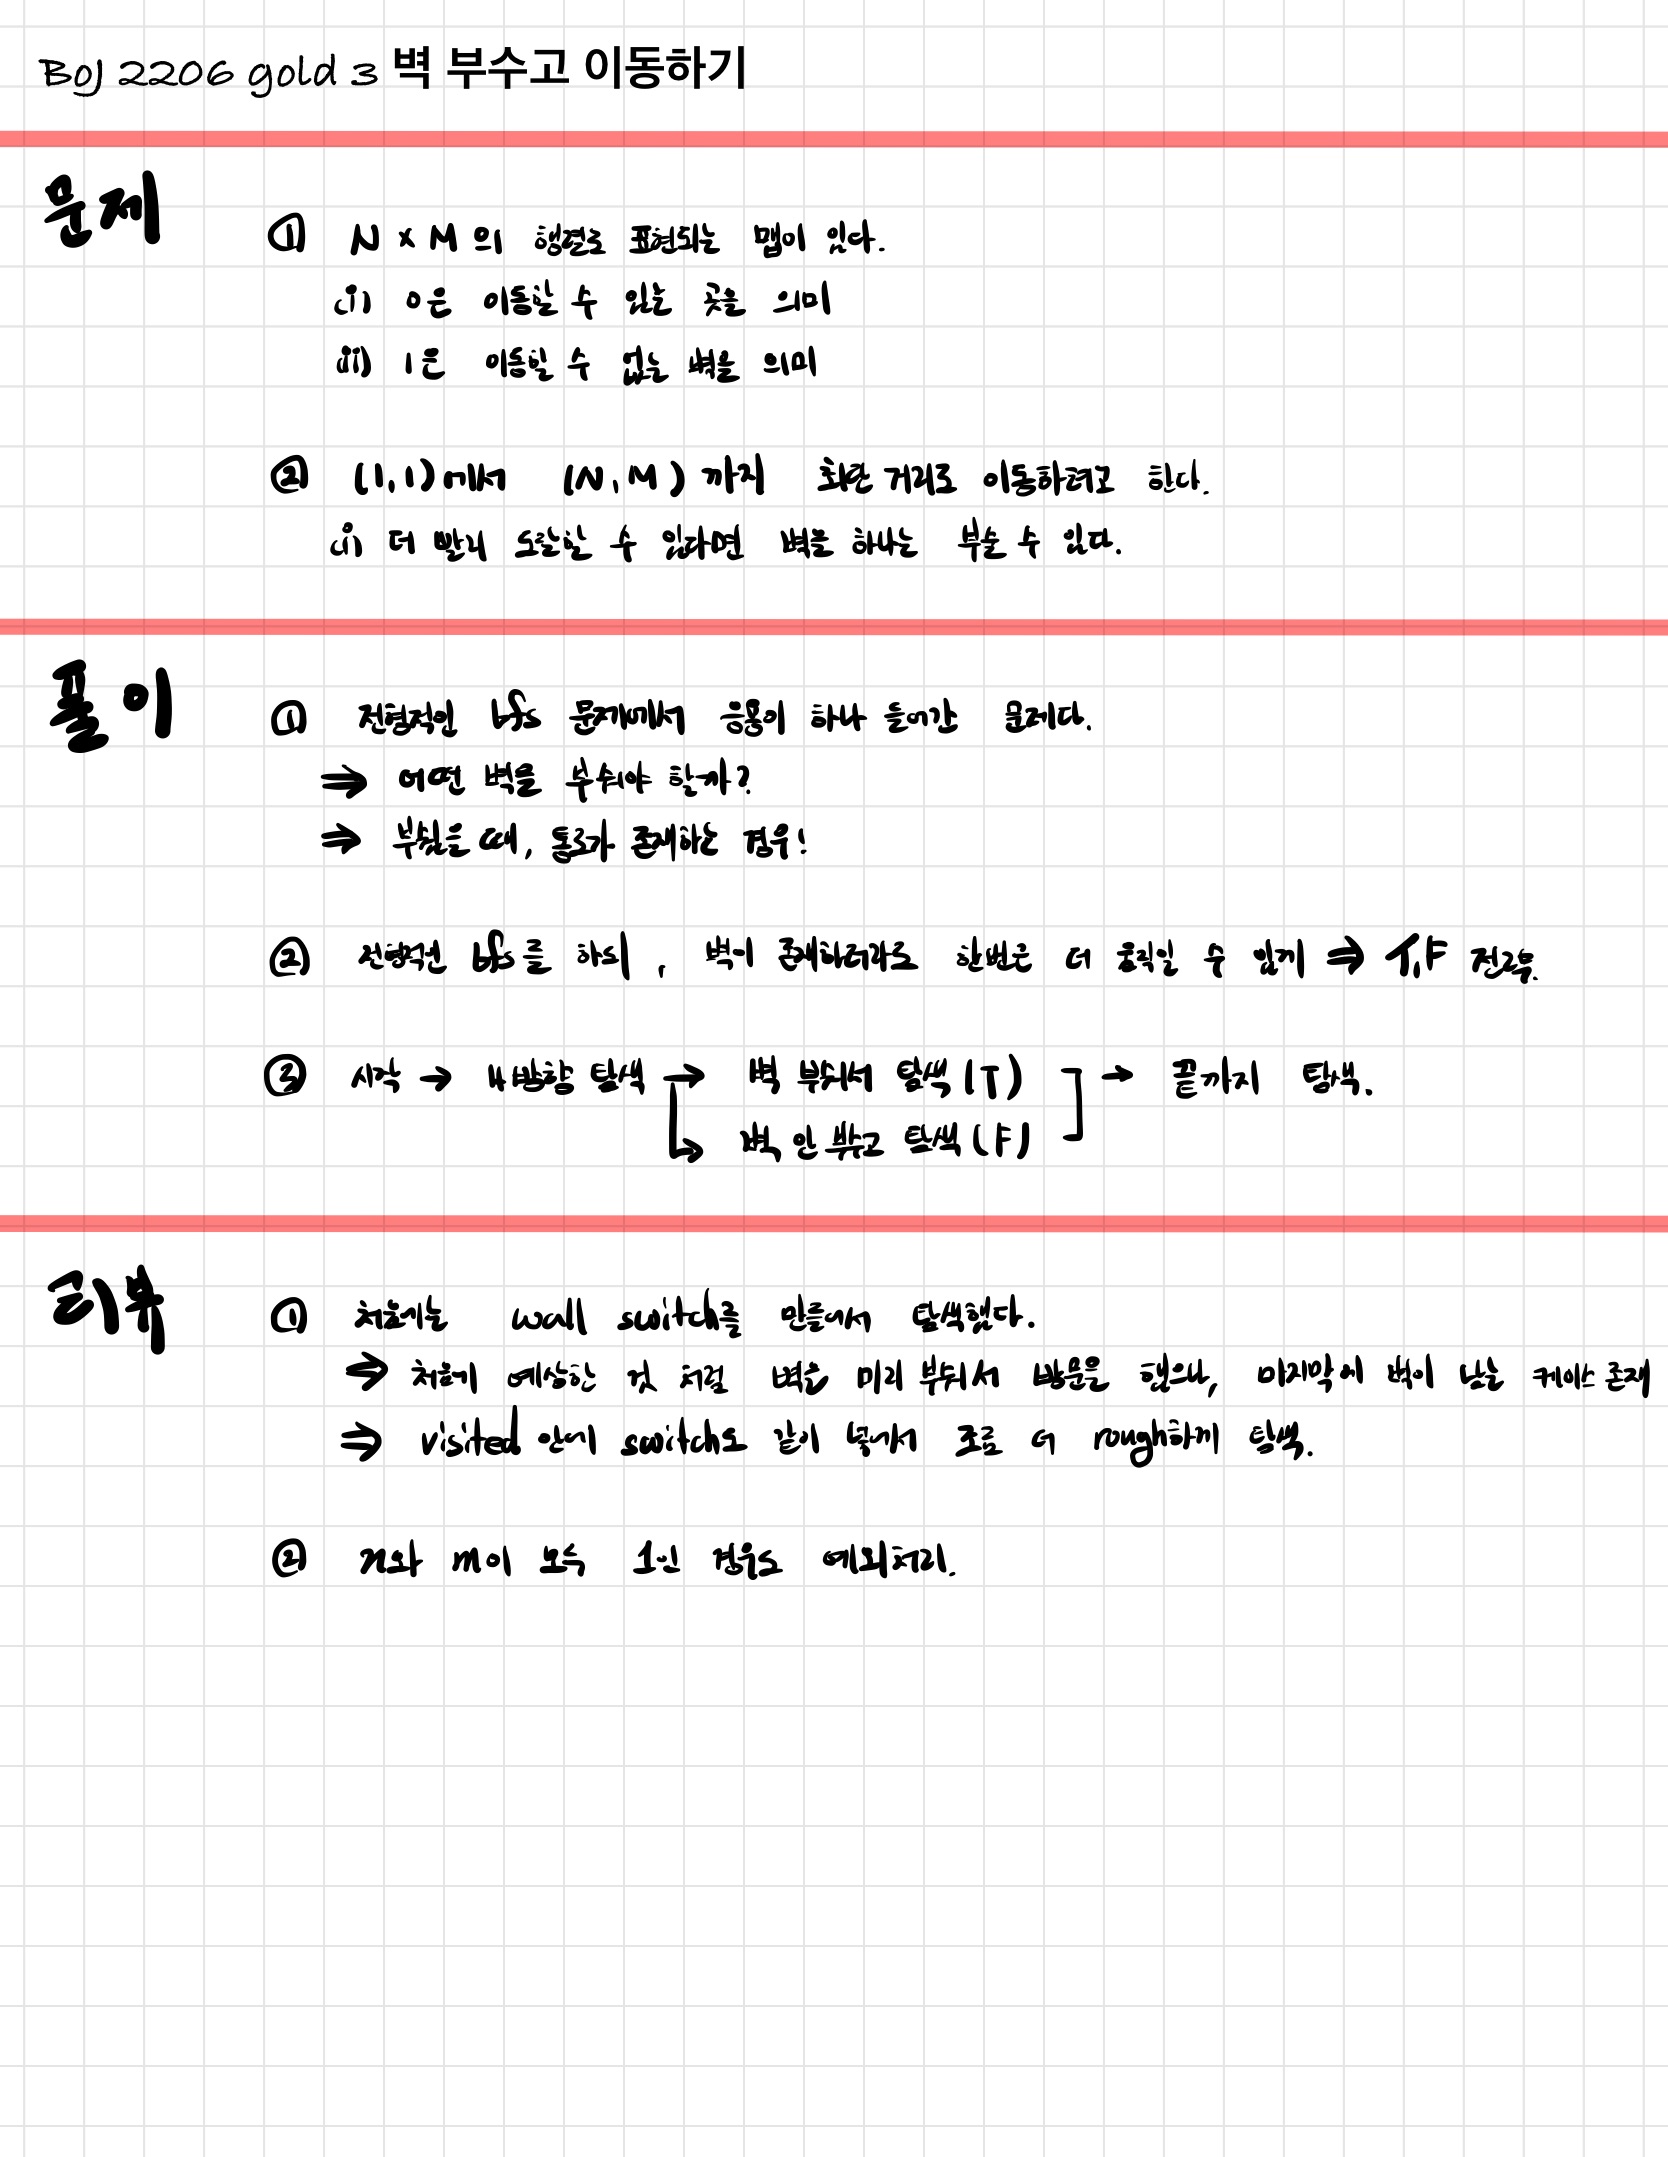 BOJ 2206 gold 3 벽 부수고 이동하기
문제
① N x M의 행렬로 표현되는 맵이 있다.
(i) 0은 이동할 수 있는 곳을 의미
(ii) 1은 이동할 수 없는 벽을 의미
② (1,1)에서 (N,M) 까지 최단 거리로 이동하려고 한다.
(i) 더 빨리 도착할 수 있다면 벽을 하나는 부술 수 있다.
풀이
① 전형적인 bfs 문제에서 응용이 하나 들어간 문제다.
⇒ 어떤 벽을 부숴야 할까?
⇒ 부쉈을 때, 통로가 존재하는 경우!
② 전형적인 bfs를 하되, 벽이 존재하더라도 한번은 더 움직일 수 있게 ⇒ T,F 전략.
③ 시작 → 4방향 탐색 → 벽 부숴서 탐색(T) → 끝까지 탐색.
↳ 벽 안 부수고 탐색(F)
리뷰
① 처음에는 wall switch를 만들어서 탐색했다.
⇒ 처음에 예상한 것 처럼 벽을 미리 부숴서 방문을 했으나, 마지막에 벽이 남는 케이스 존재
⇒ visited 안에 switch도 같이 넣어서 조금 더 rough하게 탐색.
② n와 m이 모두 1인 경우도 예외처리.